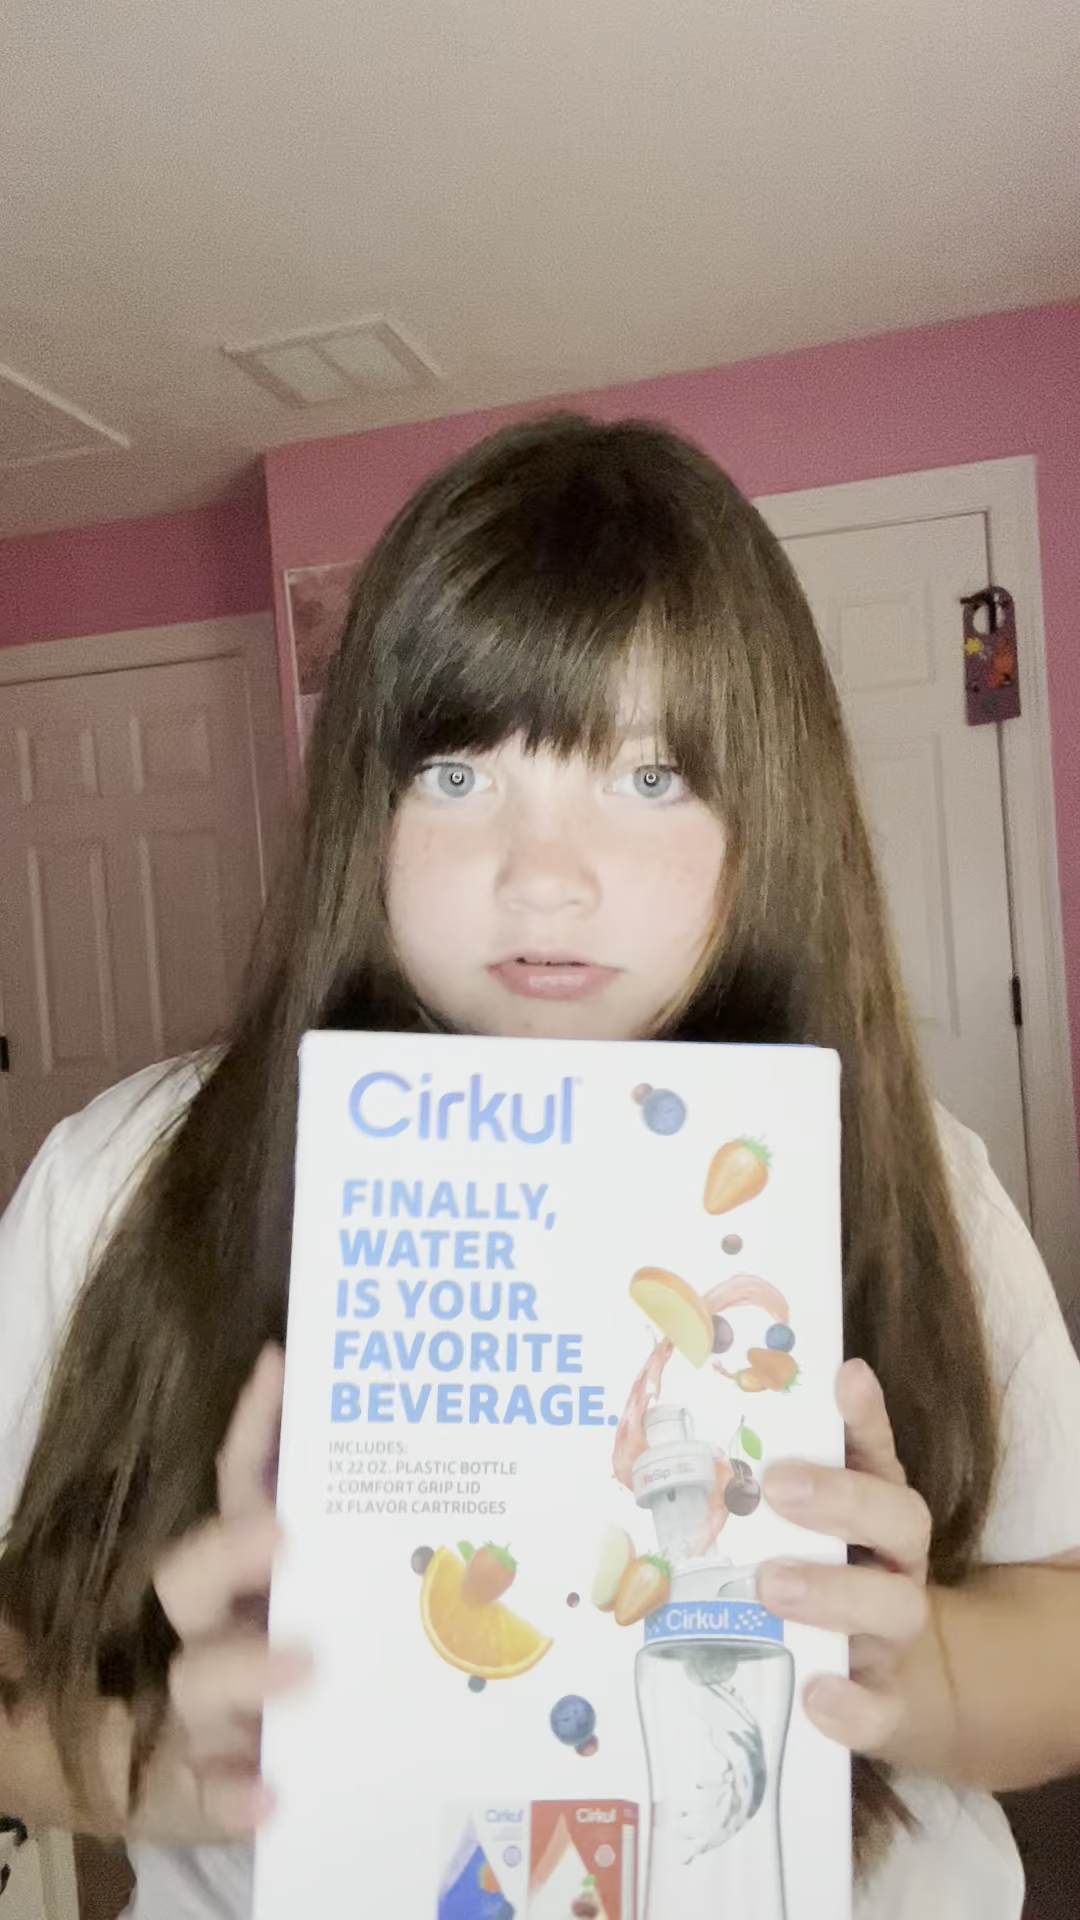 Cirkul
FINALLY,
WATER
IS YOUR
FAVORITE
BEVERAGE.
INCLUDES:
1X 22 OZ. PLASTIC BOTTLE
+ COMFORT GRIP LID
2X FLAVOR CARTRIDGES
Cirkul
Cirkul
Cirkul